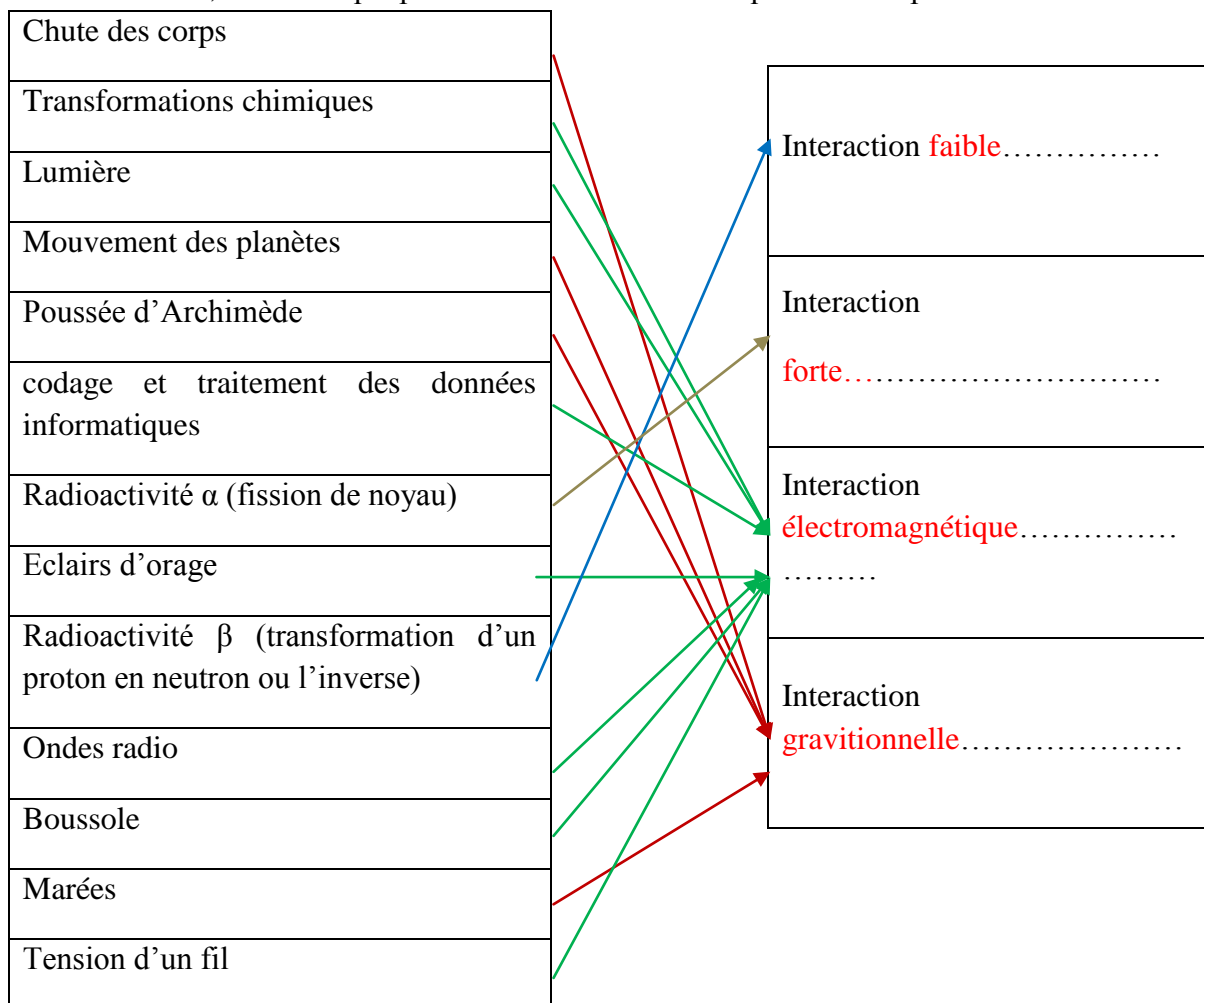 Chute des corps
Transformations chimiques
Lumière
Mouvement des planètes
Poussée d’Archimède
codage et traitement des données
informatiques
Radioactivité α (fission de noyau)
Eclairs d’orage
Radioactivité β (transformation d’un
proton en neutron ou l’inverse)
Ondes radio
Boussole
Marées
Tension d’un fil
Interaction faible……………
Interaction
forte…………………………….
Interaction
électromagnétique……………
………
Interaction
gravitionnelle…………………